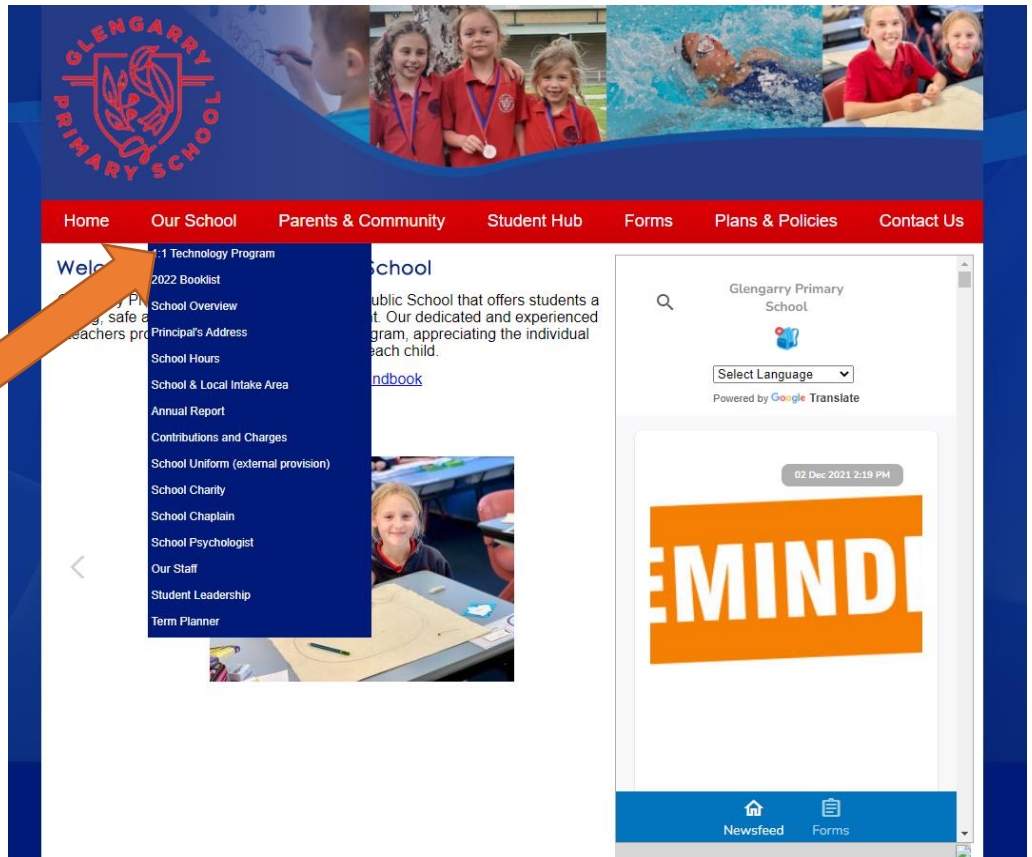 GLENGARRY
PRIMARY SCHOOL
Home Our School Parents & Community Student Hub Forms Plans & Policies Contact Us
:1 Technology Program
2022 Booklist
School Overview
Principal's Address
School Hours
School & Local Intake Area
Annual Report
Contributions and Charges
School Uniform (external provision)
School Charity
School Chaplain
School Psychologist
Our Staff
Student Leadership
Term Planner
School
ublic School that offers students a
safe
t. Our dedicated and experienced
eachers
gram, appreciating the individual
each child.
ndbook
Glengarry Primary
School
Select Language
Powered by Google Translate
02 Dec 2021 2:19 PM
EMIND
Newsfeed Forms